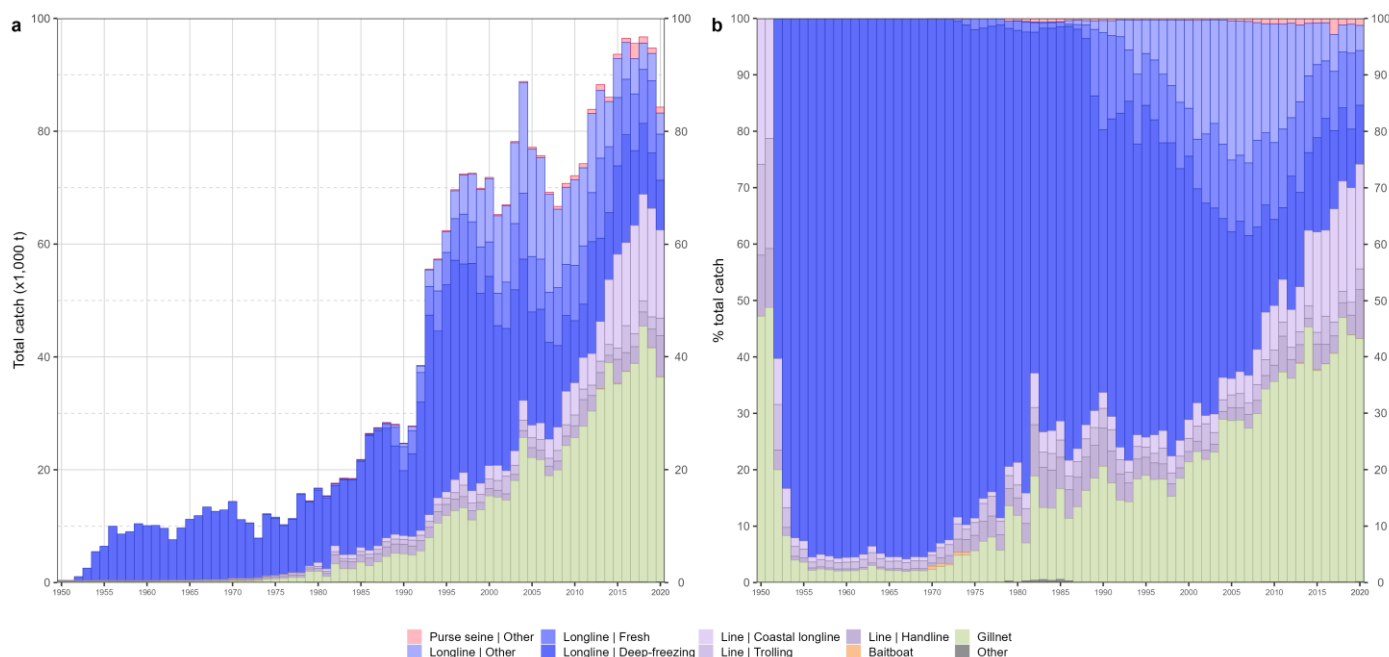 a
b
Total catch (x1,000 t)
100
80
60
40
20
0
100
80
60
40
20
0
1950 1955 1960 1965 1970 1975 1980 1985 1990 1995 2000 2005 2010 2015 2020
% total catch
100
90
80
70
60
50
40
30
20
10
0
100
90
80
70
60
50
40
30
20
10
0
1950 1955 1960 1965 1970 1975 1980 1985 1990 1995 2000 2005 2010 2015 2020
Purse seine | Other
Longline | Fresh
Line | Coastal longline
Line | Handline
Gillnet
Longline | Other
Longline | Deep-freezing
Line | Trolling
Baitboat
Other